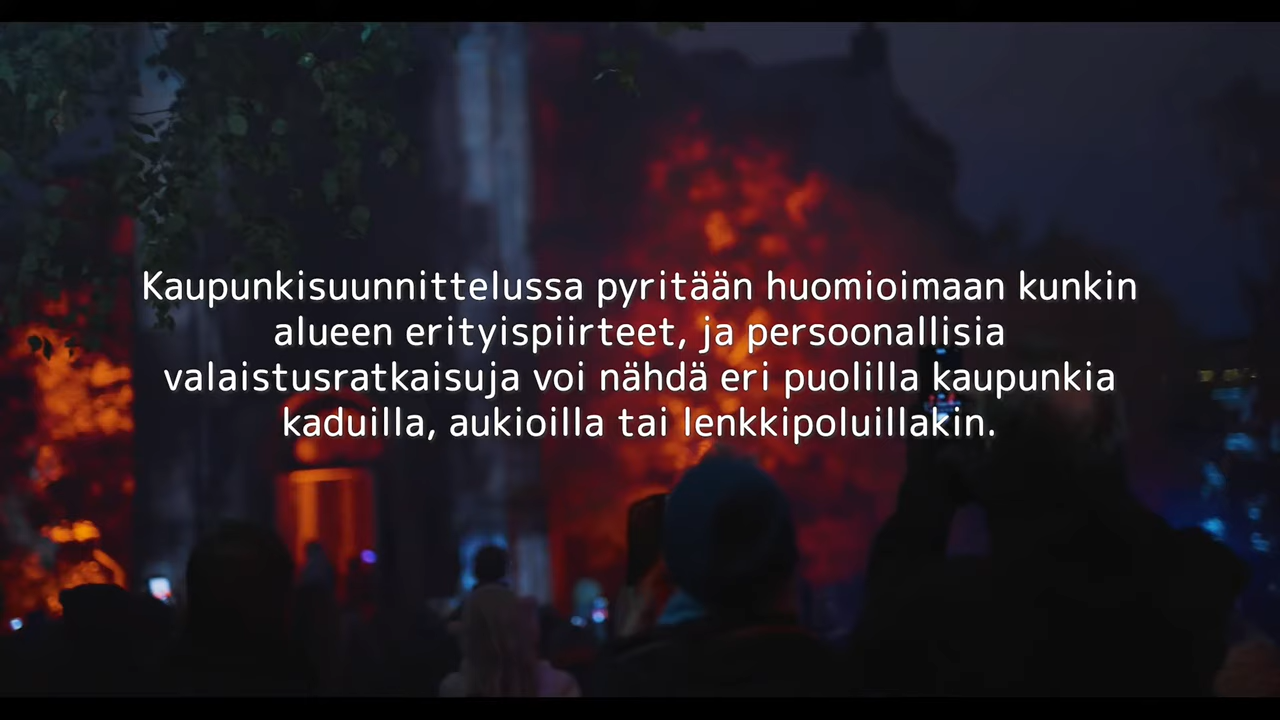 Kaupunkisuunnittelussa pyritään huomioimaan kunkin
alueen erityispiirteet, ja persoonallisia
valaistusratkaisuja voi nähdä eri puolilla kaupunkia
kaduilla, aukioilla tai lenkkipoluillakin.